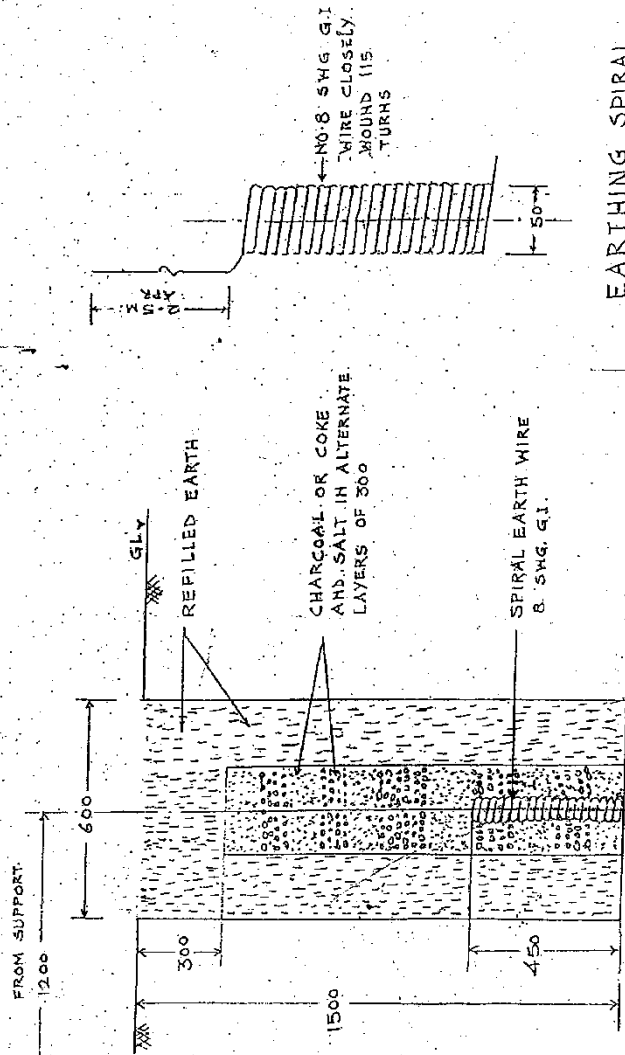 FROM SUPPORT.
1200
600
300
1500
450
GL.
REFILLED EARTH
CHARCOAL OR COKE
AND SALT IN ALTERNATE
LAYERS OF 300
SPIRAL EARTH WIRE
8 SWG. G.I.
2.5 M.
APR
NO.8 SWG G.I
WIRE CLOSELY
WOUND 115
TURNS
50
EARTHING SPIRAL